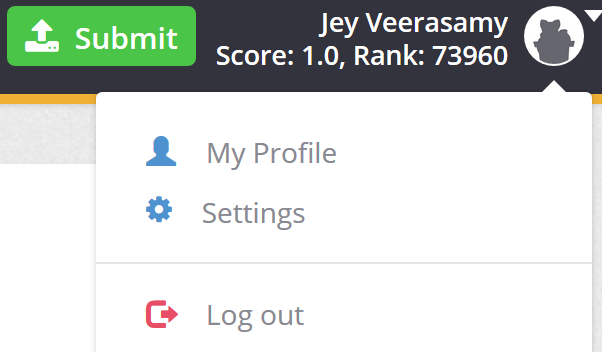 Submit
Jey Veerasamy
Score: 1.0, Rank: 73960
My Profile
Settings
Log out